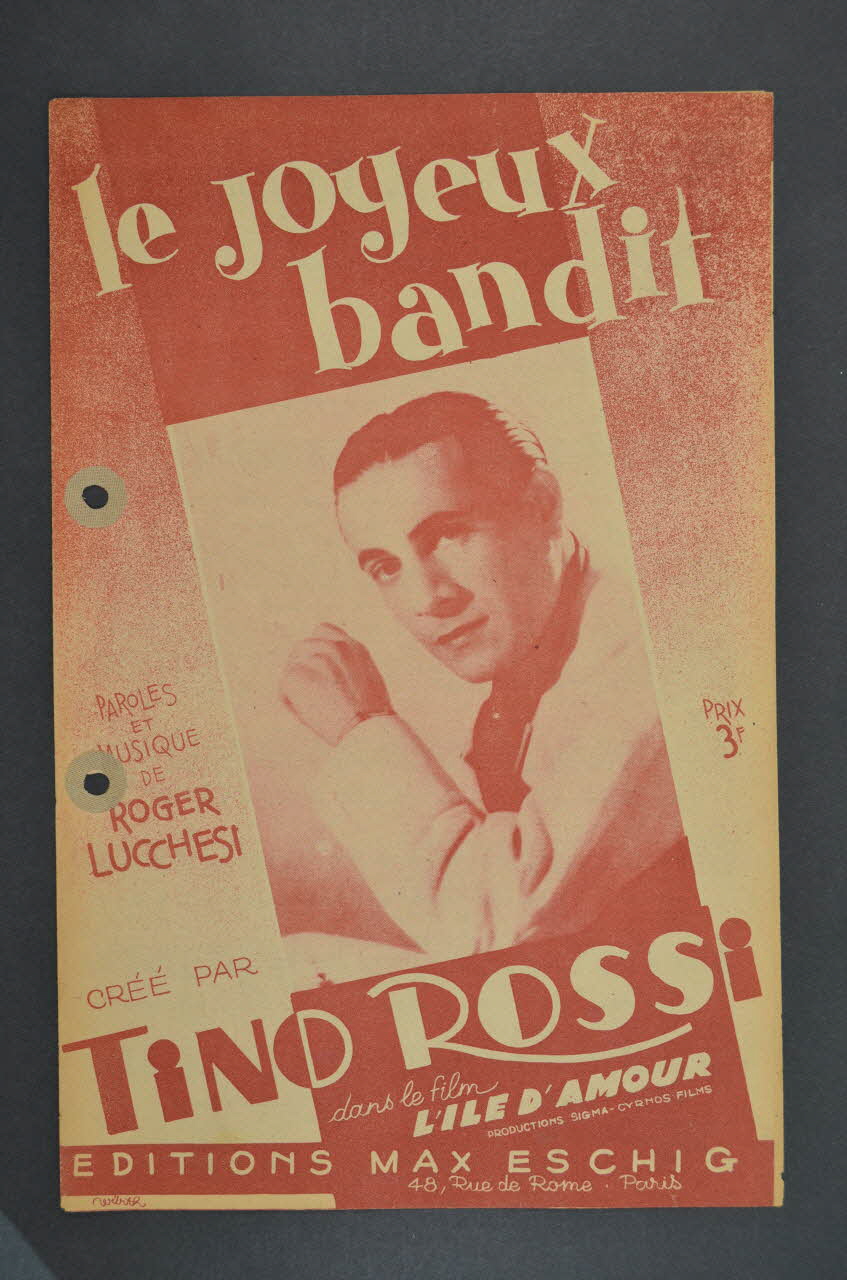 le joyeux
bandit
PAROLES
ET
MUSIQUE
DE
ROGER
LUCCHESI
PRIX
3F
CRÉÉ PAR
TINO ROSSi
dans le film
L'ILE D'AMOUR
PRODUCTIONS SIGMA-CYRNOS FILMS
EDITIONS MAX ESCHIG
48, Rue de Rome . Paris